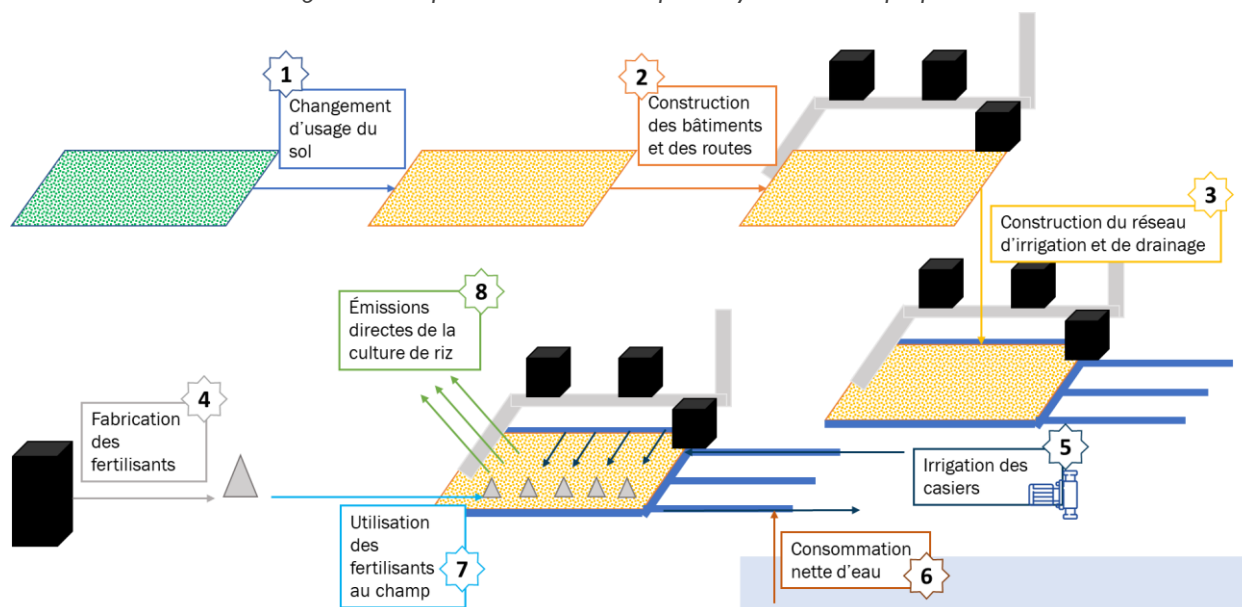 1
Changement
d'usage du
sol
2
Construction
des bâtiments
et des routes
3
Construction du réseau
d'irrigation et de drainage
8
Émissions
directes de la
culture de riz
4
Fabrication
des
fertilisants
5
Irrigation des
casiers
Utilisation
des
fertilisants
au champ
7
Consommation
nette d'eau
6